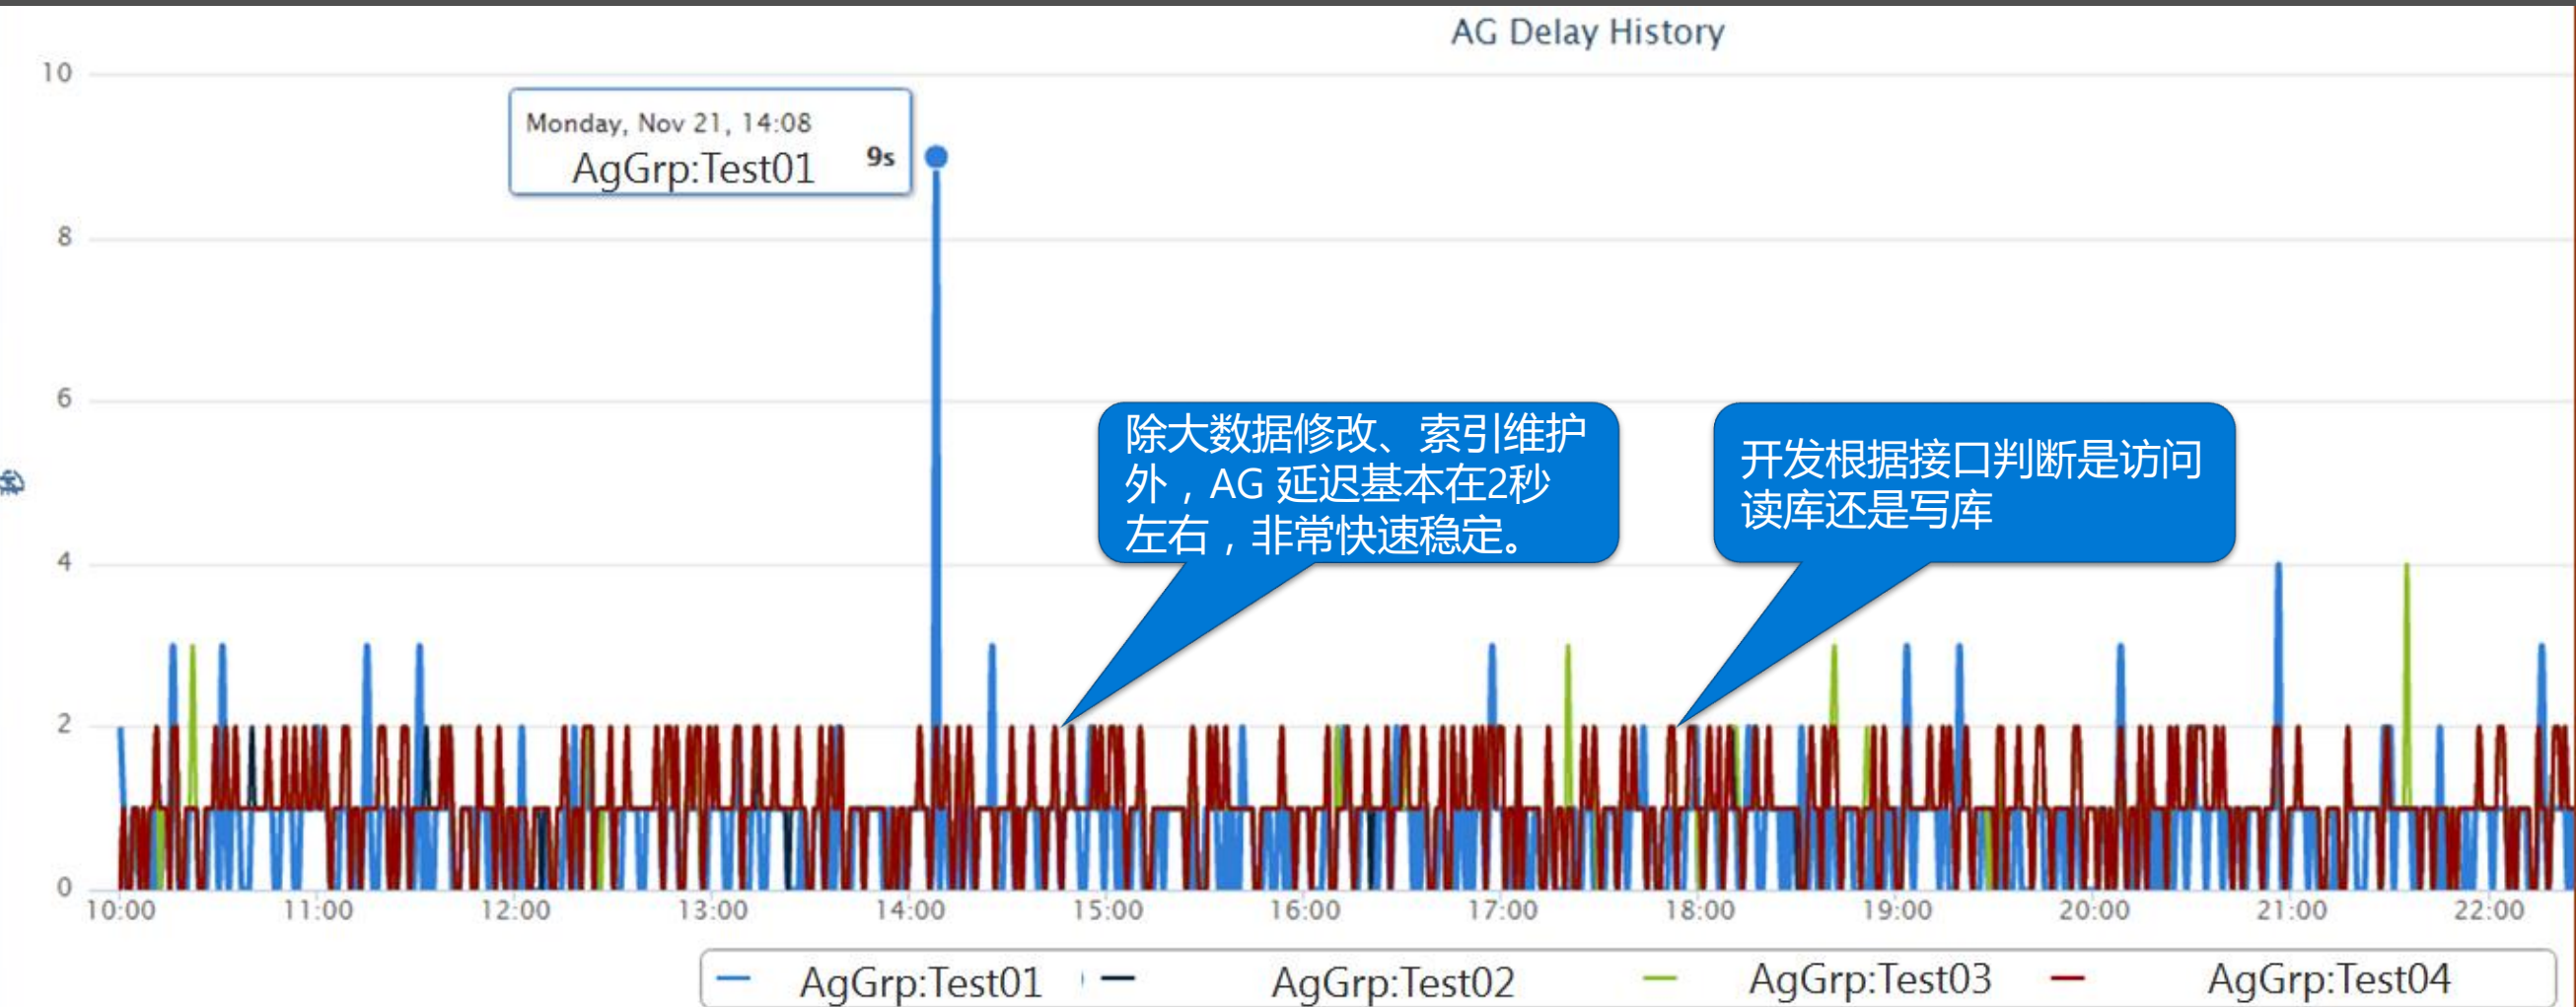 AG Delay History
10
Monday, Nov 21, 14:08
AgGrp:Test01 9s
8
6
除大数据修改、索引维护
外，AG 延迟基本在2秒
左右，非常快速稳定。
开发根据接口判断是访问
读库还是写库
秒
4
2
0
10:00 11:00 12:00 13:00 14:00 15:00 16:00 17:00 18:00 19:00 20:00 21:00 22:00
AgGrp:Test01 AgGrp:Test02 AgGrp:Test03 AgGrp:Test04